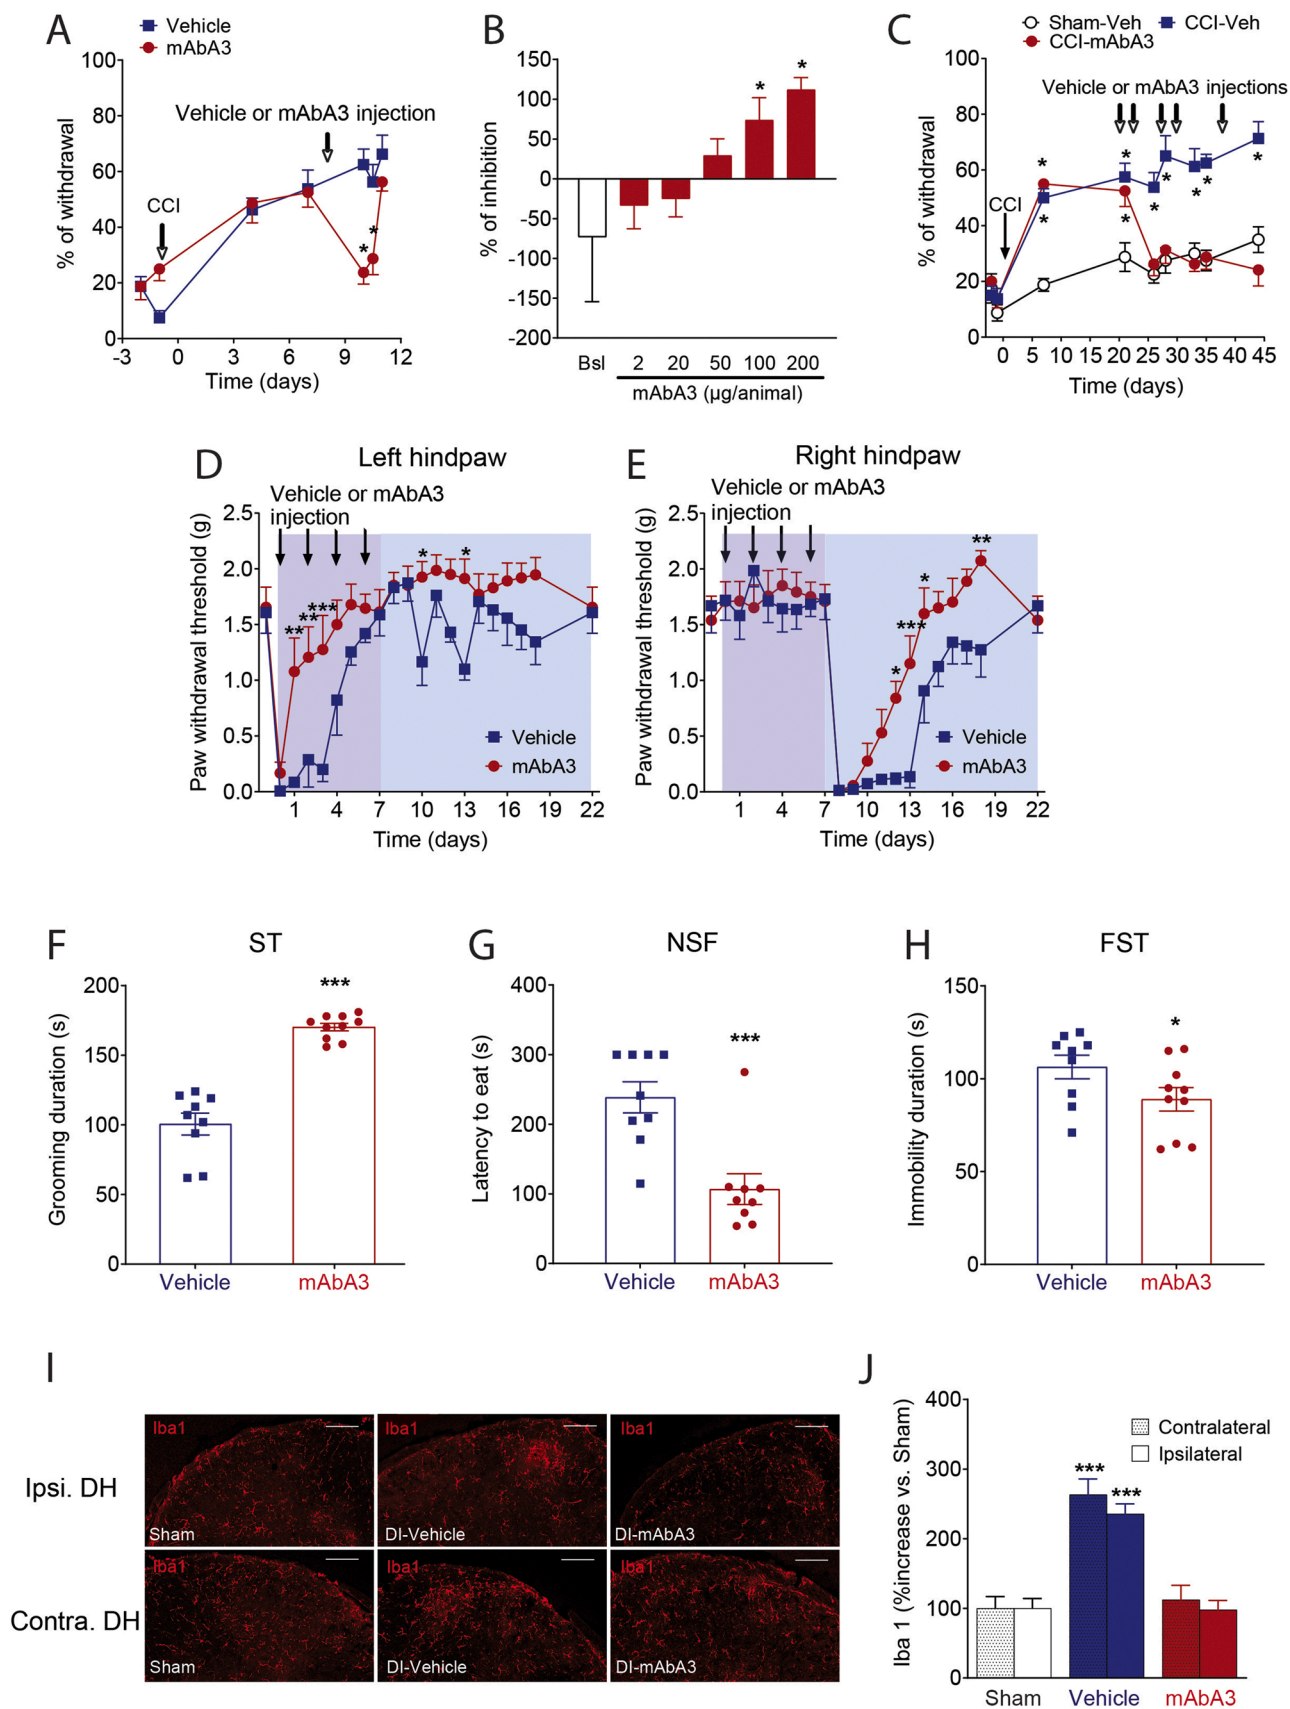 A
Vehicle
mAbA3
100
80
60
40
20
0
% of withdrawal
Vehicle or mAbA3 injection
CCI
*
*
-3 0 3 6 9 12
Time (days)
B
150
100
50
0
-50
-100
-150
-200
% of inhibition
*
*
Bsl 2 20 50 100 200
mAbA3 (µg/animal)
C
Sham-Veh CCI-Veh
CCI-mAbA3
100
80
60
40
20
0
% of withdrawal
Vehicle or mAbA3 injections
CCI
* * * * * * * * *
0 5 10 15 20 25 30 35 40 45
Time (days)
D
Left hindpaw
Vehicle or mAbA3
injection
2.5
2.0
1.5
1.0
0.5
0.0
Paw withdrawal threshold (g)
** ** *** * *
Vehicle
mAbA3
1 4 7 10 13 16 19 22
Time (days)
E
Right hindpaw
Vehicle or mAbA3
injection
2.5
2.0
1.5
1.0
0.5
0.0
Paw withdrawal threshold (g)
* *** * **
Vehicle
mAbA3
1 4 7 10 13 16 19 22
Time (days)
F
ST
200
150
100
50
0
Grooming duration (s)
***
Vehicle mAbA3
G
NSF
400
300
200
100
0
Latency to eat (s)
***
Vehicle mAbA3
H
FST
150
100
50
0
Immobility duration (s)
*
Vehicle mAbA3
I
Ipsi. DH
Iba1 Iba1 Iba1
Sham DI-Vehicle DI-mAbA3
Contra. DH
Iba1 Iba1 Iba1
Sham DI-Vehicle DI-mAbA3
J
400
300
200
100
0
Iba 1 (%increase vs. Sham)
Contralateral
Ipsilateral
*** ***
Sham Vehicle mAbA3